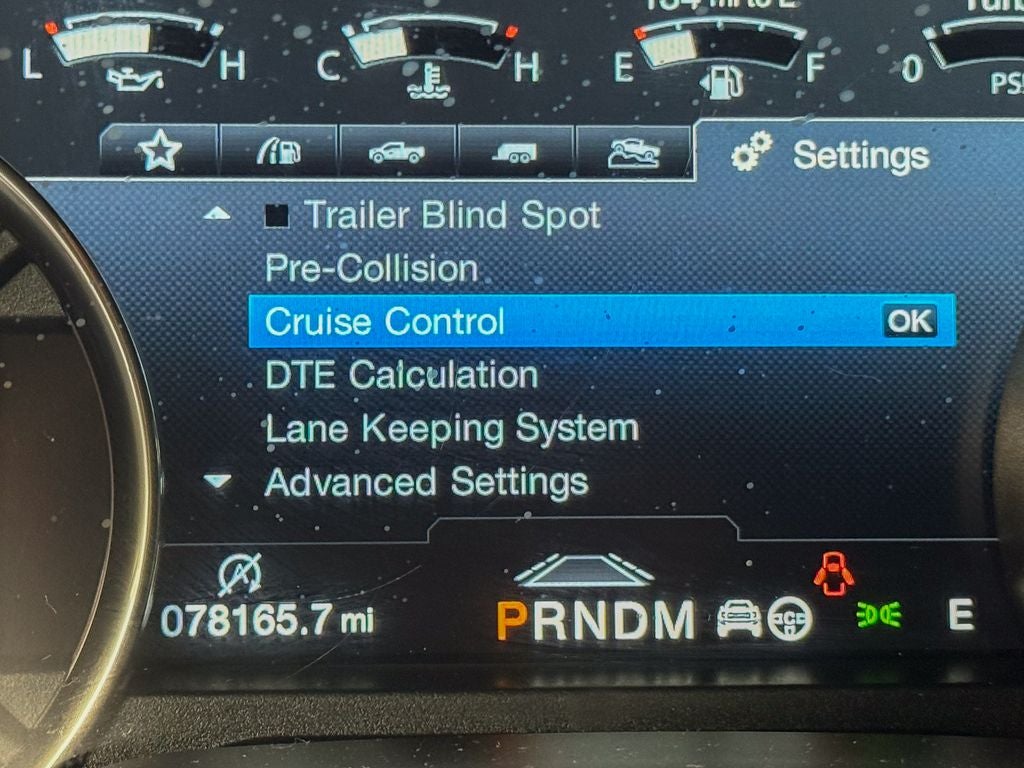 L H C H E F 0
PSI
Settings
Trailer Blind Spot
Pre-Collision
Cruise Control OK
DTE Calculation
Lane Keeping System
Advanced Settings
A
078165.7 mi PRNDM E